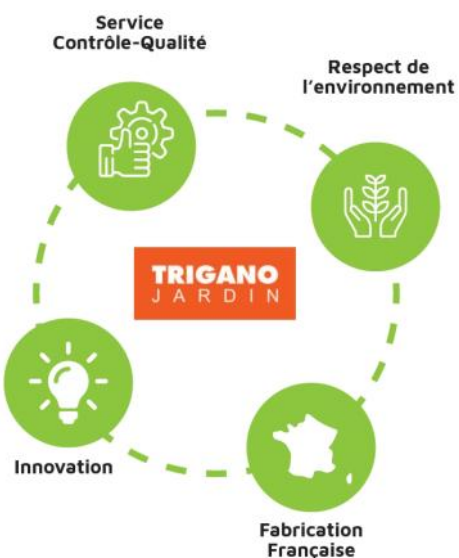 Service
Contrôle-Qualité
Respect de
l'environnement
TRIGANO
JARDIN
Innovation
Fabrication
Française